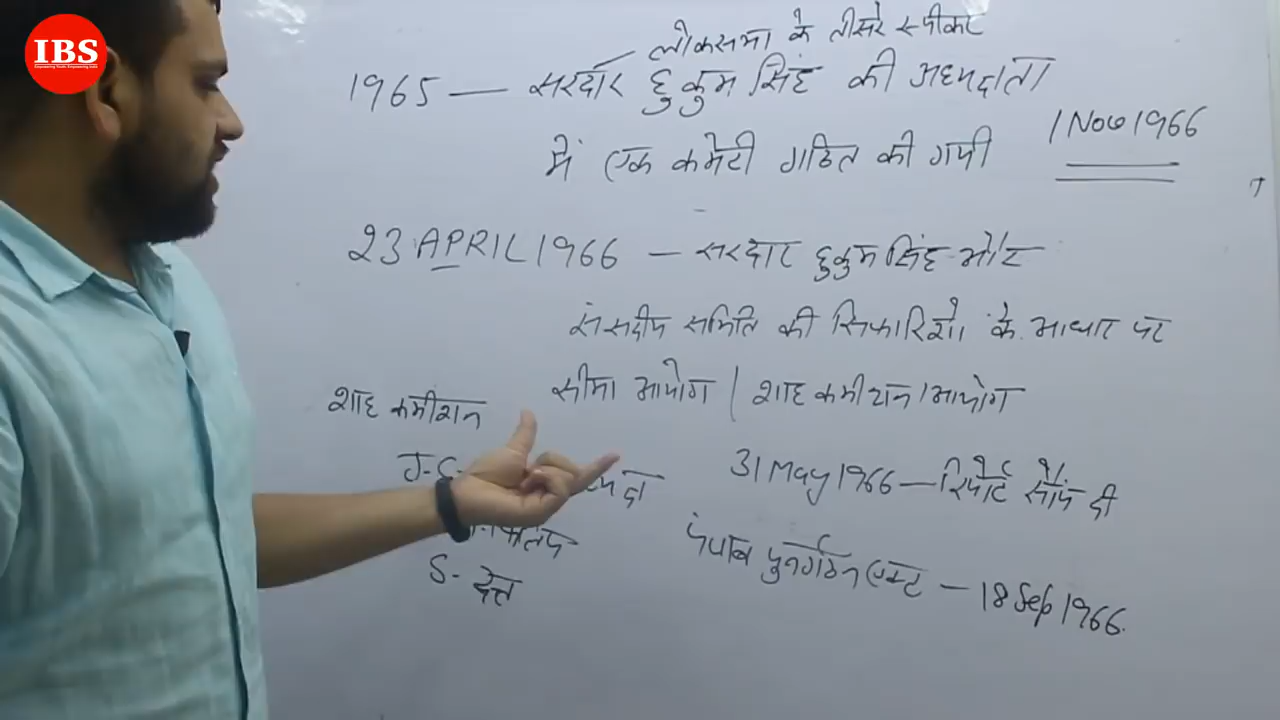 IBS
लोकसभा के तीसरे स्पीकर
1965 — सरदार हुकुम सिंह की अध्यक्षता
में एक कमेटी गठित की गयी
1 Nov 1966
23 APRIL 1966 — सरदार हुकुम सिंह और
संसदीय समिति की सिफारिशों के आधार पर
सीमा आयोग / शाह कमीशन / आयोग
शाह कमीशन
31 May 1966 — रिपोर्ट सौंप दी
S. दत्त
पंजाब पुनर्गठन एक्ट — 18 Sep 1966.